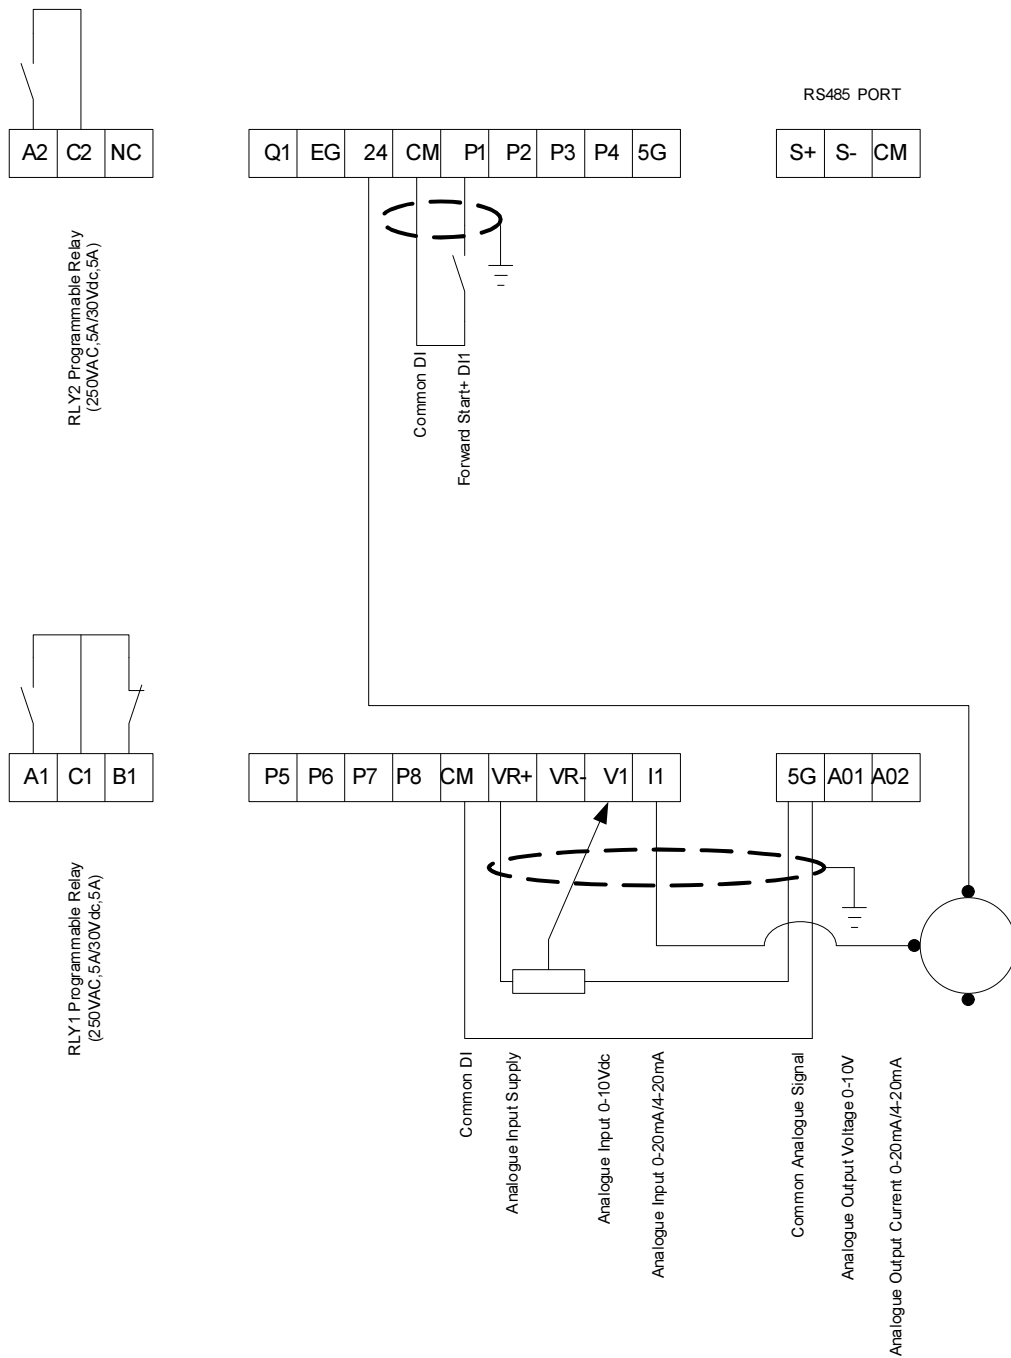 RS485 PORT
A2 C2 NC
Q1 EG 24 CM P1 P2 P3 P4 5G
S+ S- CM
RLY2 Programmable Relay
(250VAC,5A/30Vdc,5A)
Common DI
Forward Start+ DI1
A1 C1 B1
P5 P6 P7 P8 CM VR+ VR- V1 I1
5G A01 A02
RLY1 Programmable Relay
(250VAC,5A/30Vdc,5A)
Common DI
Analogue Input Supply
Analogue Input 0-10Vdc
Analogue Input 0-20mA/4-20mA
Common Analogue Signal
Analogue Output Voltage 0-10V
Analogue Output Current 0-20mA/4-20mA